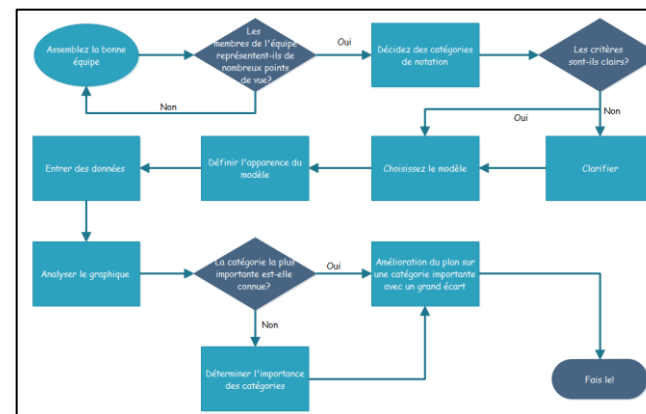 Assemblez la bonne
équipe
Les
membres de l'équipe
représentent-ils de
nombreux points
de vue?
Oui
Non
Décidez des catégories
de notation
Les critères
sont-ils clairs?
Non
Oui
Clarifier
Choisissez le modèle
Définir l'apparence du
modèle
Entrer des données
Analyser le graphique
La catégorie la plus
importante est-elle
connue?
Oui
Non
Déterminer l'importance
des catégories
Amélioration du plan sur
une catégorie importante
avec un grand écart
Fais le!